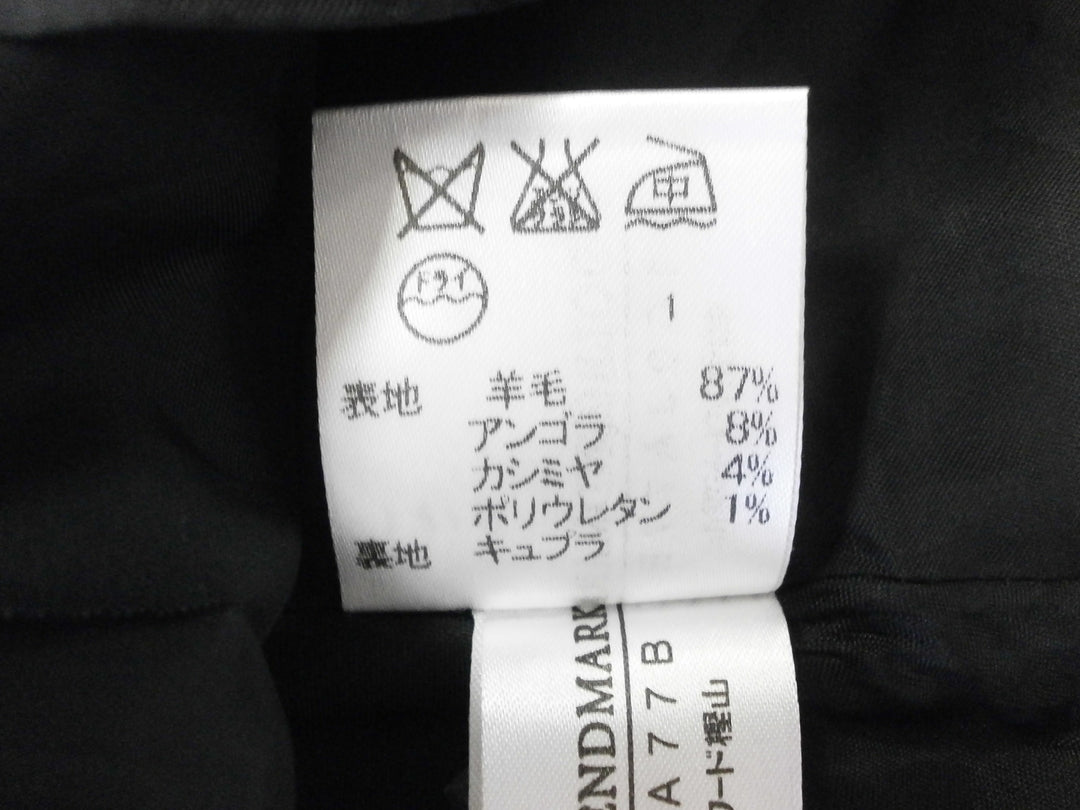 中
ドライ
1
表地 羊毛 87%
アンゴラ 8%
カシミヤ 4%
ポリウレタン 1%
裏地 キュプラ
ENDMARK
A77B
ワード樫山